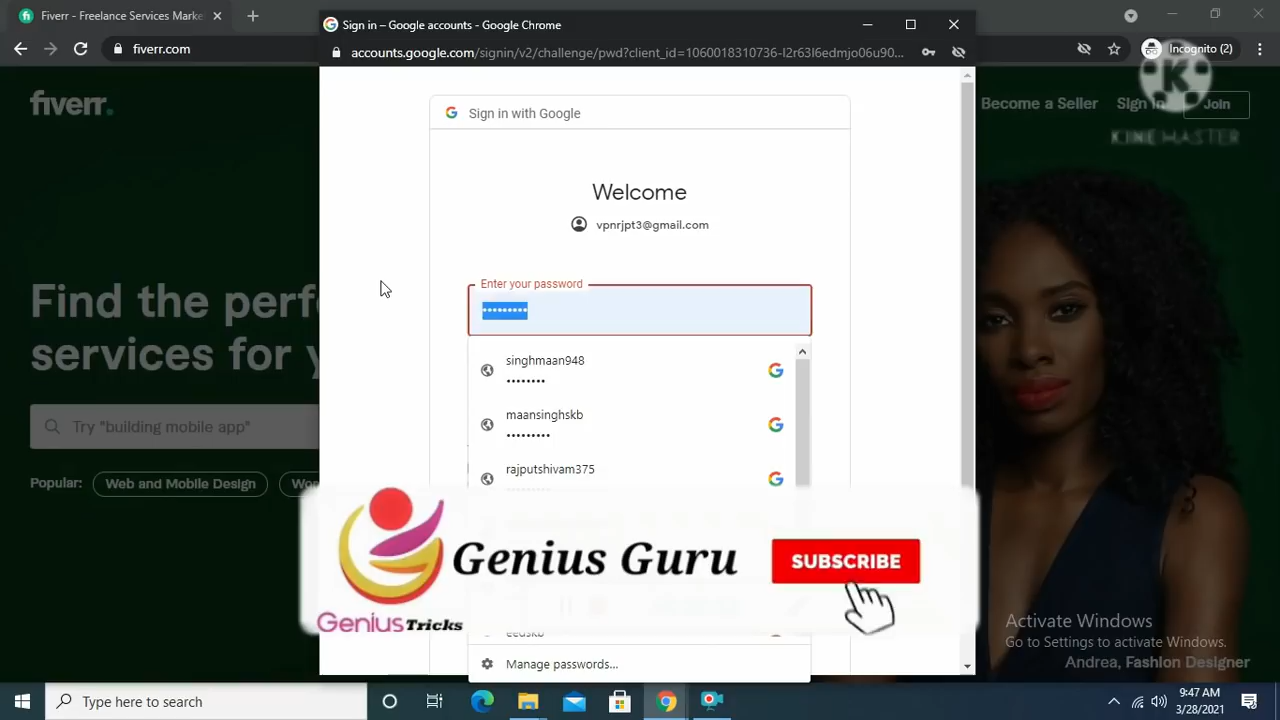 Fiverr - Freelance Services Marke
Sign in – Google accounts - Google Chrome
fiverr.com
accounts.google.com/signin/v2/challenge/pwd?client_id=1060018310736-l2r63l6edmjo06u90...
Incognito (2)
fiverr.
Become a Seller
Sign In
Join
G Sign in with Google
KINEMASTER
Welcome
vpnrjpt3@gmail.com
Enter your password
•••••••••
Find the perf
services for y
singhmaan948
••••••••
maansinghskb
•••••••••
rajputshivam375
Try "building mobile app"
Popular:
Web and Mobile Design
Wor
Genius Guru
SUBSCRIBE
GeniusTricks
eedskb
Manage passwords...
Activate Windows
Go to Settings to activate Windows.
Andrea, Fashion Designer
Type here to search
9:47 AM
3/28/2021